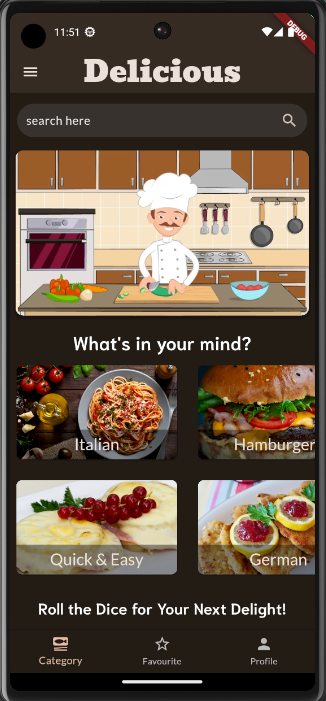 11:51
DEBUG
Delicious
search here
What's in your mind?
Italian
Hamburger
Quick & Easy
German
Roll the Dice for Your Next Delight!
Category
Favourite
Profile